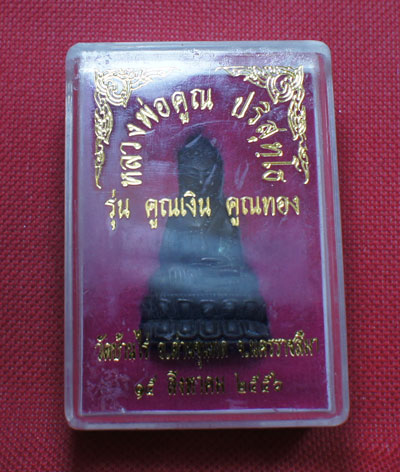 หลวงพ่อคูณ ปริสุทโธ
รุ่น คูณเงิน คูณทอง
วัดบ้านไร่ อ.ด่านขุนทด จ.นครราชสีมา
๑๕ สิงหาคม ๒๕๕๖